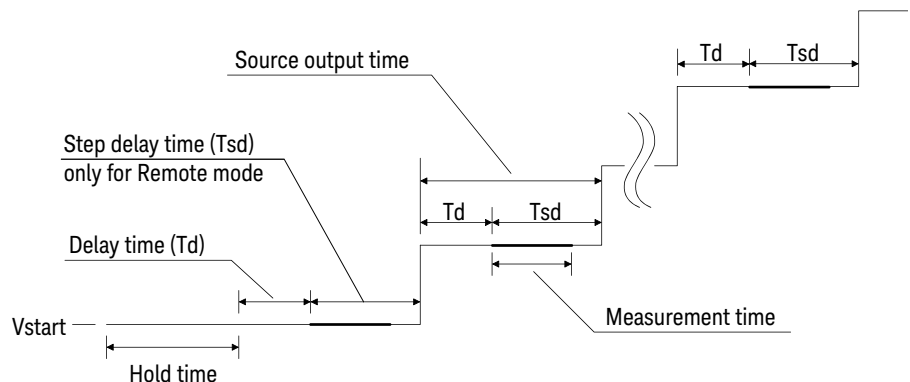 Td
Tsd
Source output time
Step delay time (Tsd)
only for Remote mode
Td
Tsd
Delay time (Td)
Vstart
Measurement time
Hold time